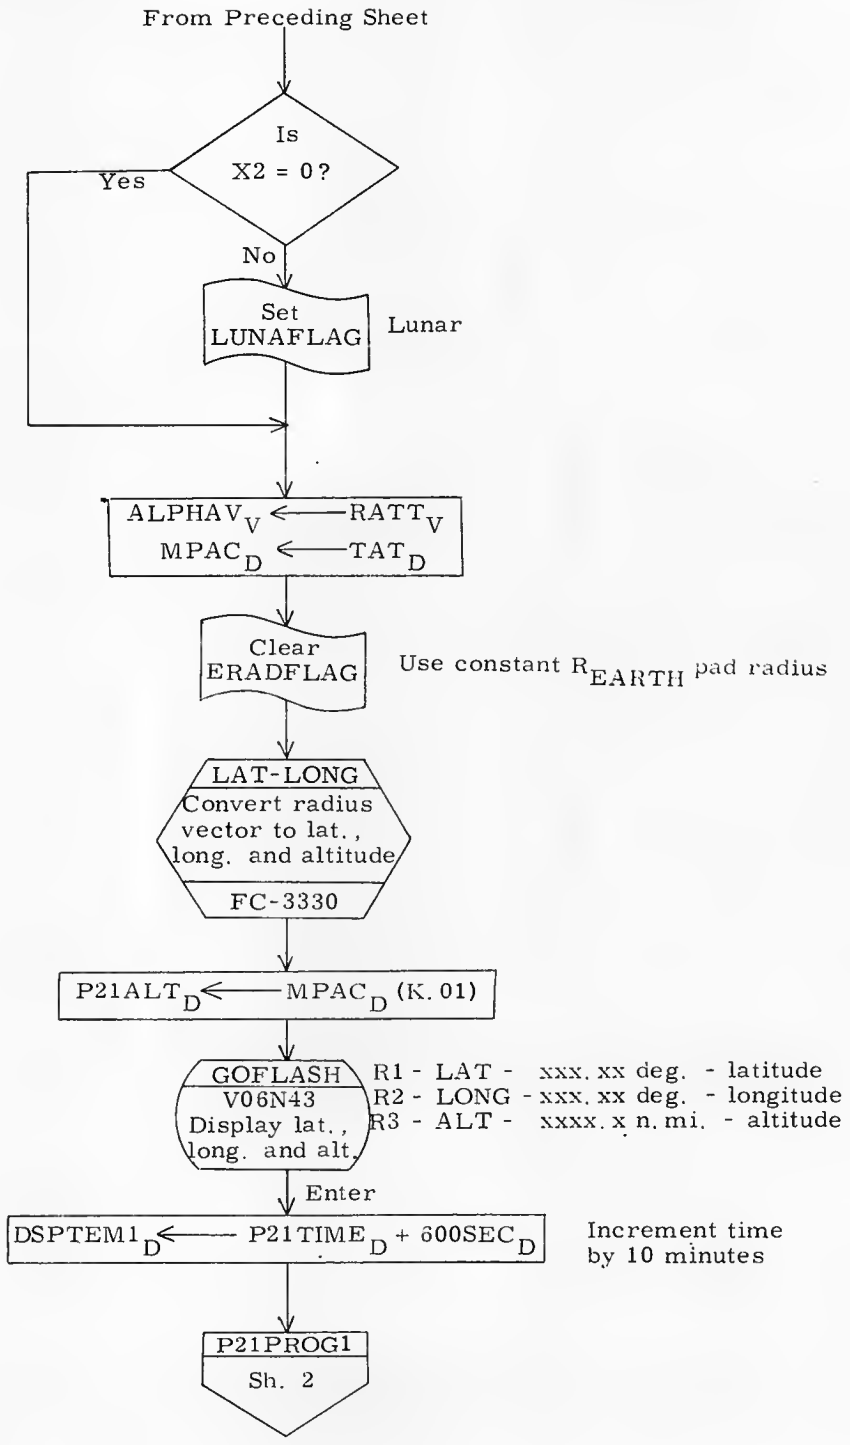 From Preceding Sheet
Is
X2 = 0?
Yes
No
Set
LUNAFLAG
Lunar
ALPHAV_V ← RATT_V
MPAC_D ← TAT_D
Clear
ERADFLAG
Use constant R_EARTH pad radius
LAT-LONG
Convert radius
vector to lat.,
long. and altitude
FC-3330
P21ALT_D ← MPAC_D (K.01)
GOFLASH
V06N43
Display lat.,
long. and alt.
R1 - LAT - xxx.xx deg. - latitude
R2 - LONG - xxx.xx deg. - longitude
R3 - ALT - xxxx.x n.mi. - altitude
Enter
DSPTEM1_D ← P21TIME_D + 600SEC_D
Increment time
by 10 minutes
P21PROG1
Sh. 2